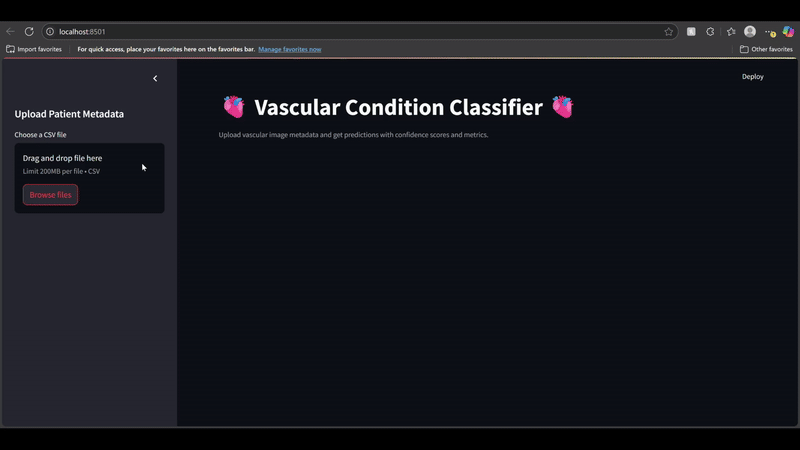 localhost:8501
Import favorites
For quick access, place your favorites here on the favorites bar. Manage favorites now
Other favorites
Deploy
Upload Patient Metadata
Choose a CSV file
Drag and drop file here
Limit 200MB per file • CSV
Browse files
Vascular Condition Classifier
Upload vascular image metadata and get predictions with confidence scores and metrics.